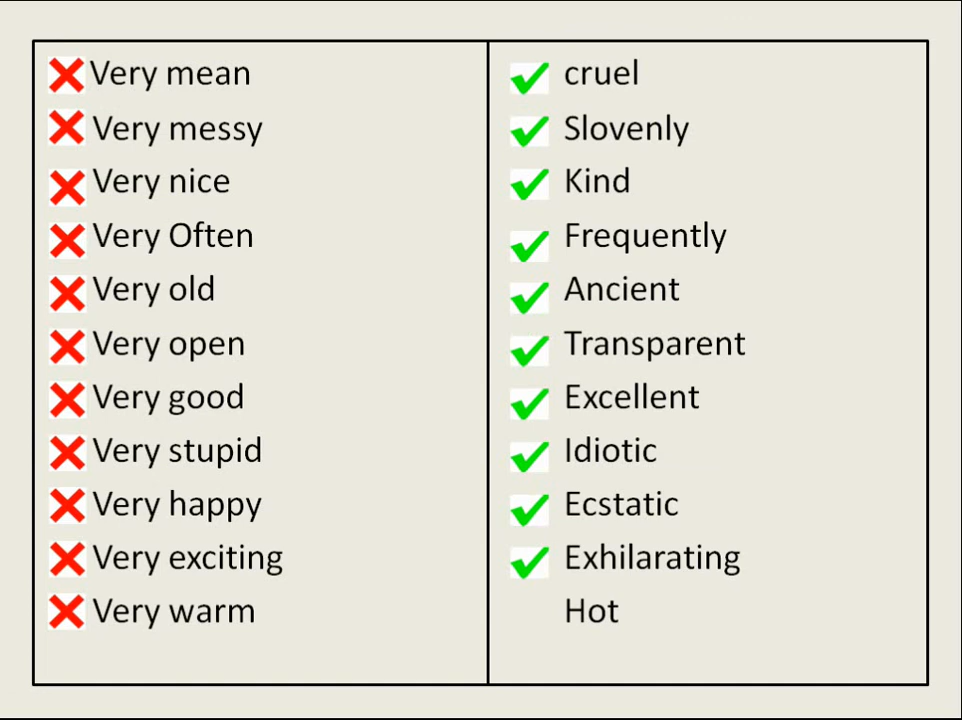 Very mean
cruel
Very messy
Slovenly
Very nice
Kind
Very Often
Frequently
Very old
Ancient
Very open
Transparent
Very good
Excellent
Very stupid
Idiotic
Very happy
Ecstatic
Very exciting
Exhilarating
Very warm
Hot